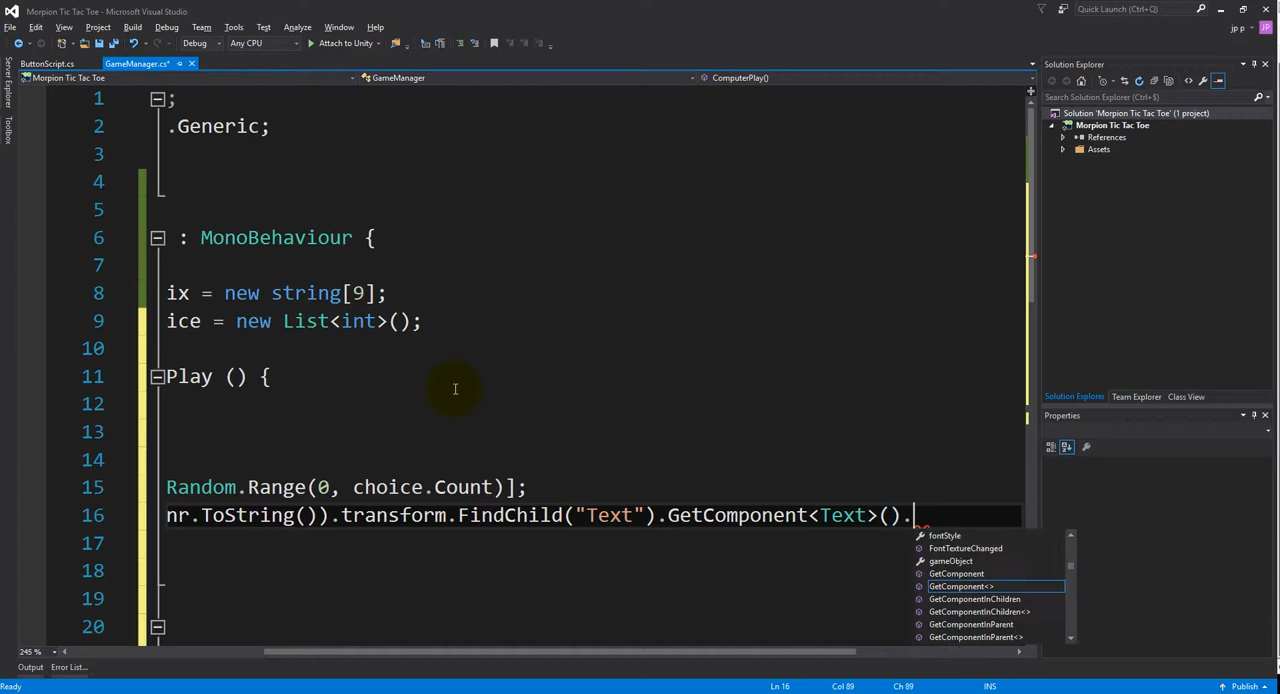 Morpion Tic Tac Toe - Microsoft Visual Studio
Quick Launch (Ctrl+Q)
File Edit View Project Build Debug Team Tools Test Analyze Window Help
jp p JP
Debug Any CPU Attach to Unity
Server Explorer
Toolbox
ButtonScript.cs GameManager.cs*
Morpion Tic Tac Toe GameManager ComputerPlay()
1 ;
2 .Generic;
3
4
5
6 : MonoBehaviour {
7
8 ix = new string[9];
9 ice = new List<int>();
10
11 Play () {
12
13
14
15 Random.Range(0, choice.Count)];
16 nr.ToString()).transform.FindChild("Text").GetComponent<Text>().
17
18
19
20
fontStyle
FontTextureChanged
gameObject
GetComponent
GetComponent<>
GetComponentInChildren
GetComponentInChildren<>
GetComponentInParent
GetComponentInParent<>
245 %
Solution Explorer
Search Solution Explorer (Ctrl+$)
Solution 'Morpion Tic Tac Toe' (1 project)
Morpion Tic Tac Toe
References
Assets
Solution Explorer Team Explorer Class View
Properties
Output Error List...
Ready Ln 16 Col 89 Ch 89 INS Publish